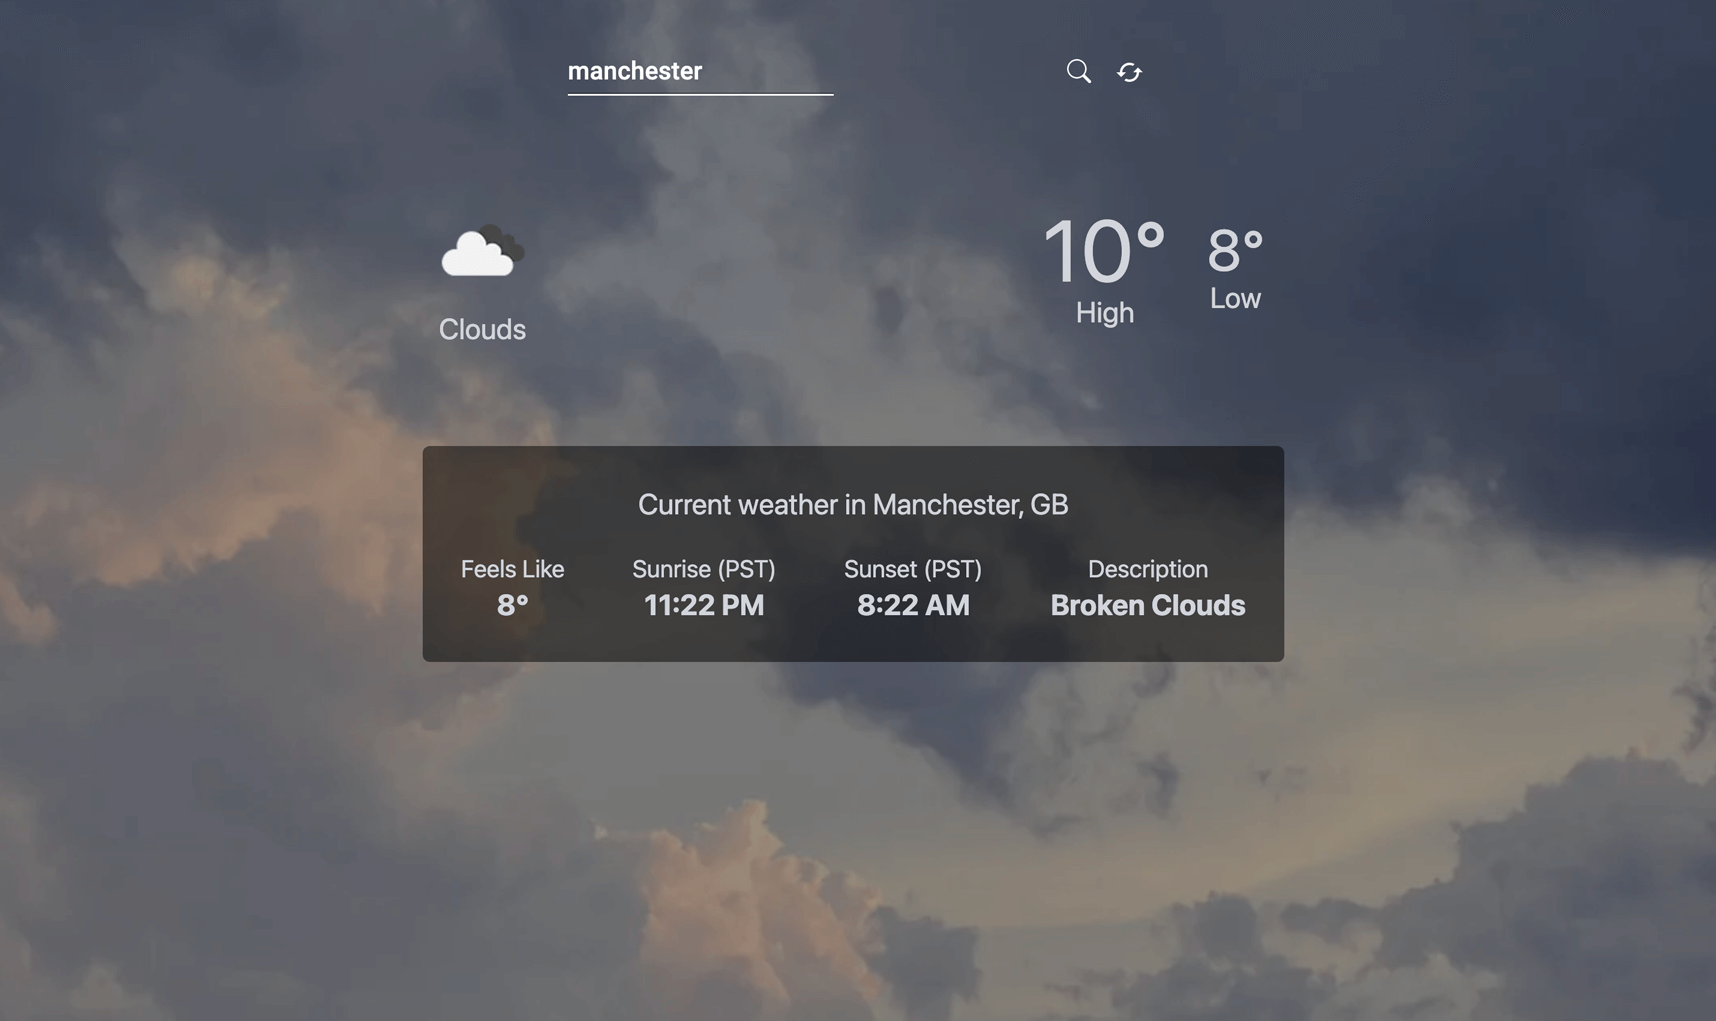 manchester
10° 8°
High Low
Clouds
Current weather in Manchester, GB
Feels Like Sunrise (PST) Sunset (PST) Description
8° 11:22 PM 8:22 AM Broken Clouds